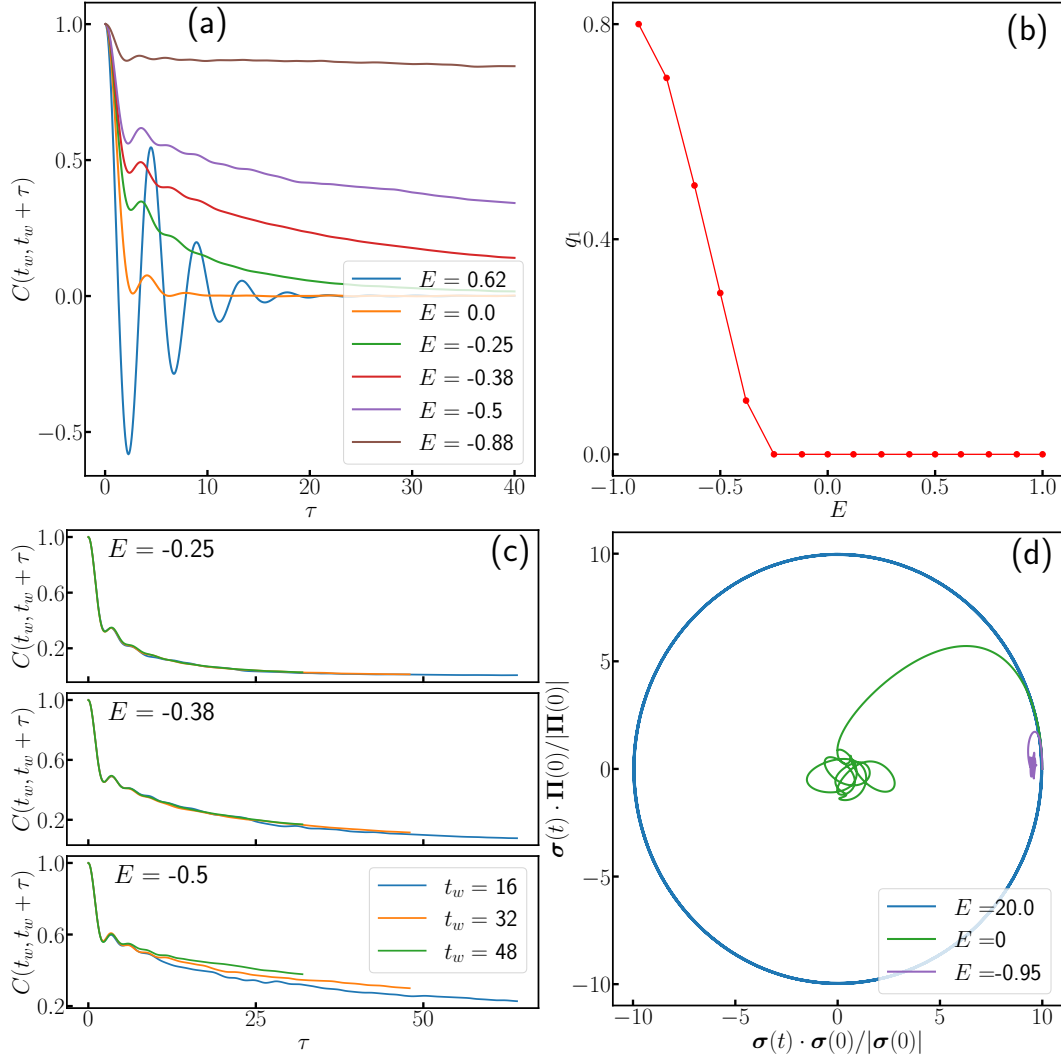 (a)
C(t_w, t_w + τ)
1.0
0.5
0.0
−0.5
0
10
20
30
40
τ
E = 0.62
E = 0.0
E = -0.25
E = -0.38
E = -0.5
E = -0.88
(b)
q_1
0.8
0.4
0.0
−1.0
−0.5
0.0
0.5
1.0
E
(c)
E = -0.25
C(t_w, t_w + τ)
1.0
0.6
0.2
E = -0.38
C(t_w, t_w + τ)
1.0
0.6
0.2
E = -0.5
C(t_w, t_w + τ)
1.0
0.6
0.2
t_w = 16
t_w = 32
t_w = 48
0
25
50
τ
(d)
σ(t) · Π(0)/|Π(0)|
10
5
0
−5
−10
−10
−5
0
5
10
σ(t) · σ(0)/|σ(0)|
E =20.0
E =0
E =-0.95